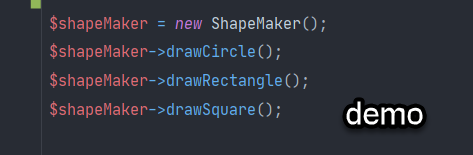 $shapeMaker = new ShapeMaker();
$shapeMaker->drawCircle();
$shapeMaker->drawRectangle();
$shapeMaker->drawSquare();
demo